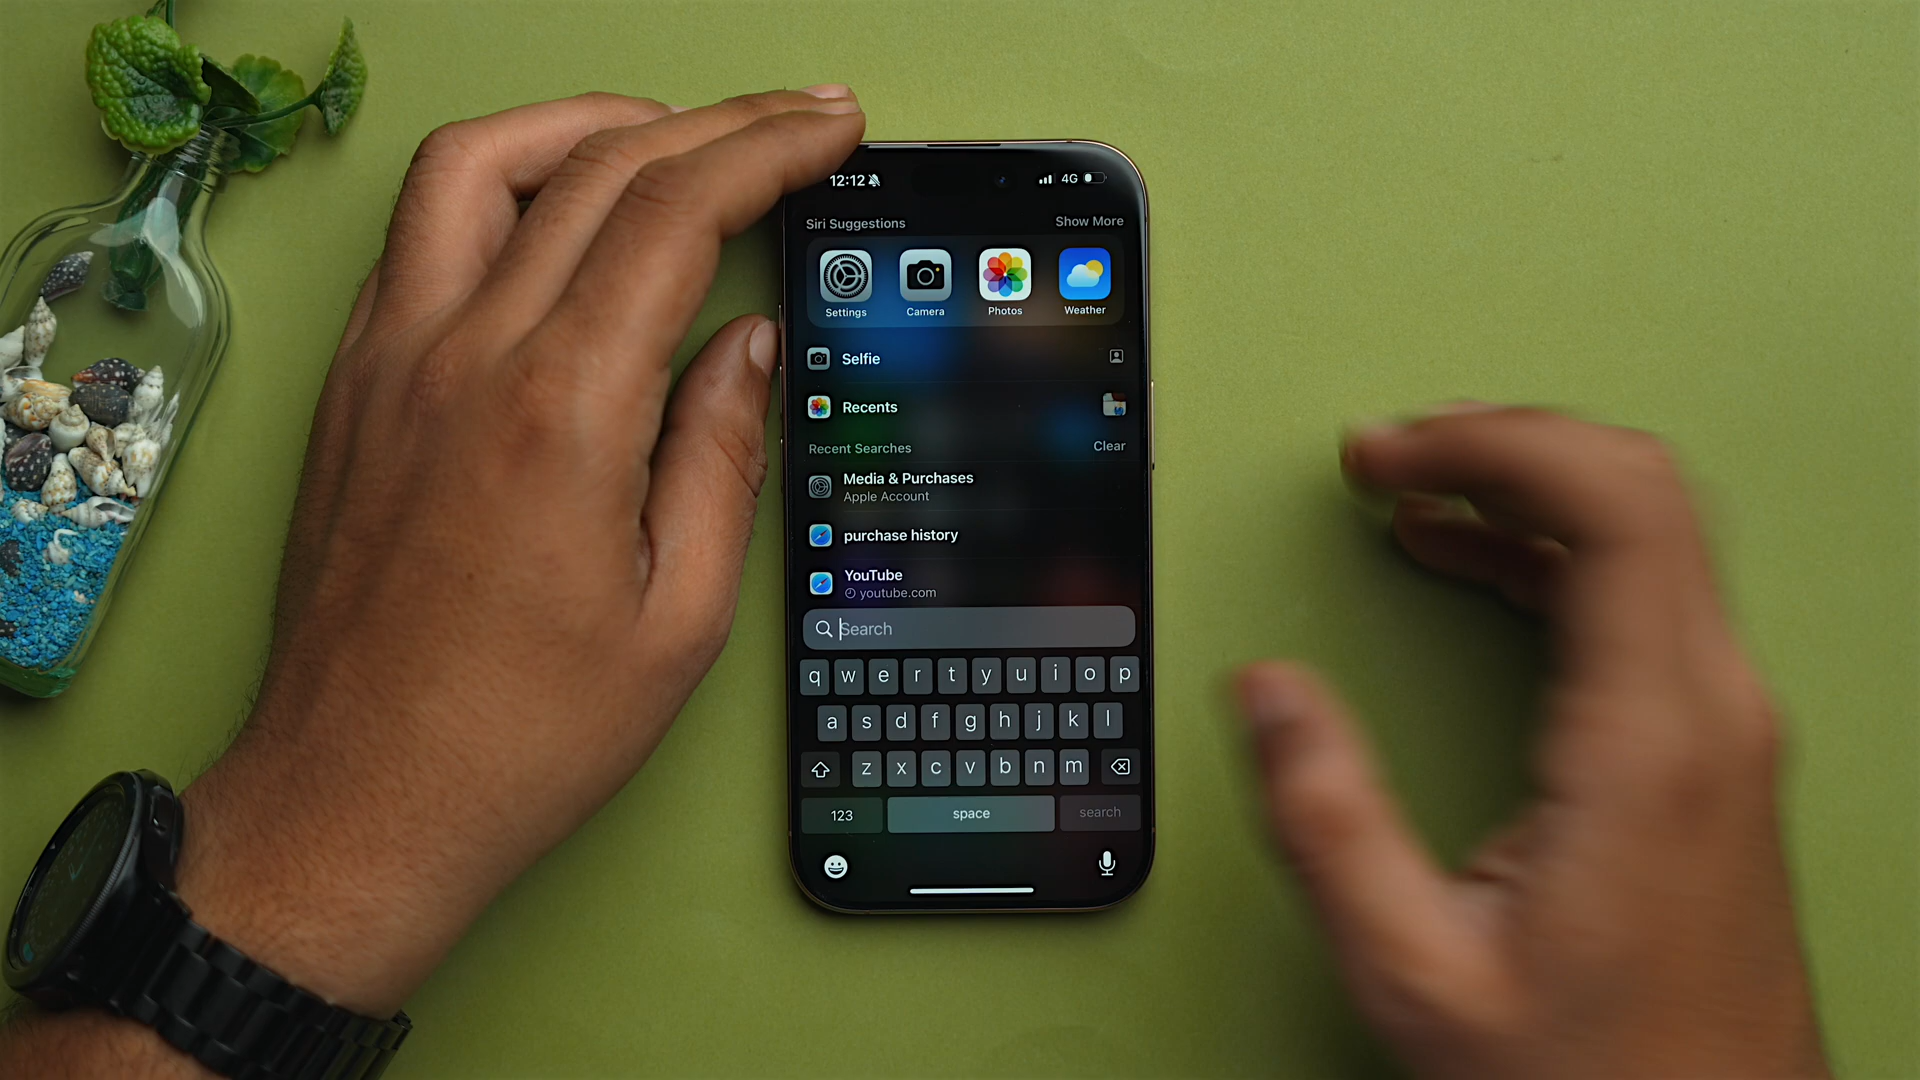 12:12
4G
Siri Suggestions Show More
Settings Camera Photos Weather
Selfie
Recents
Recent Searches Clear
Media & Purchases
Apple Account
purchase history
YouTube
youtube.com
Search
q w e r t y u i o p
a s d f g h j k l
z x c v b n m
123 space search